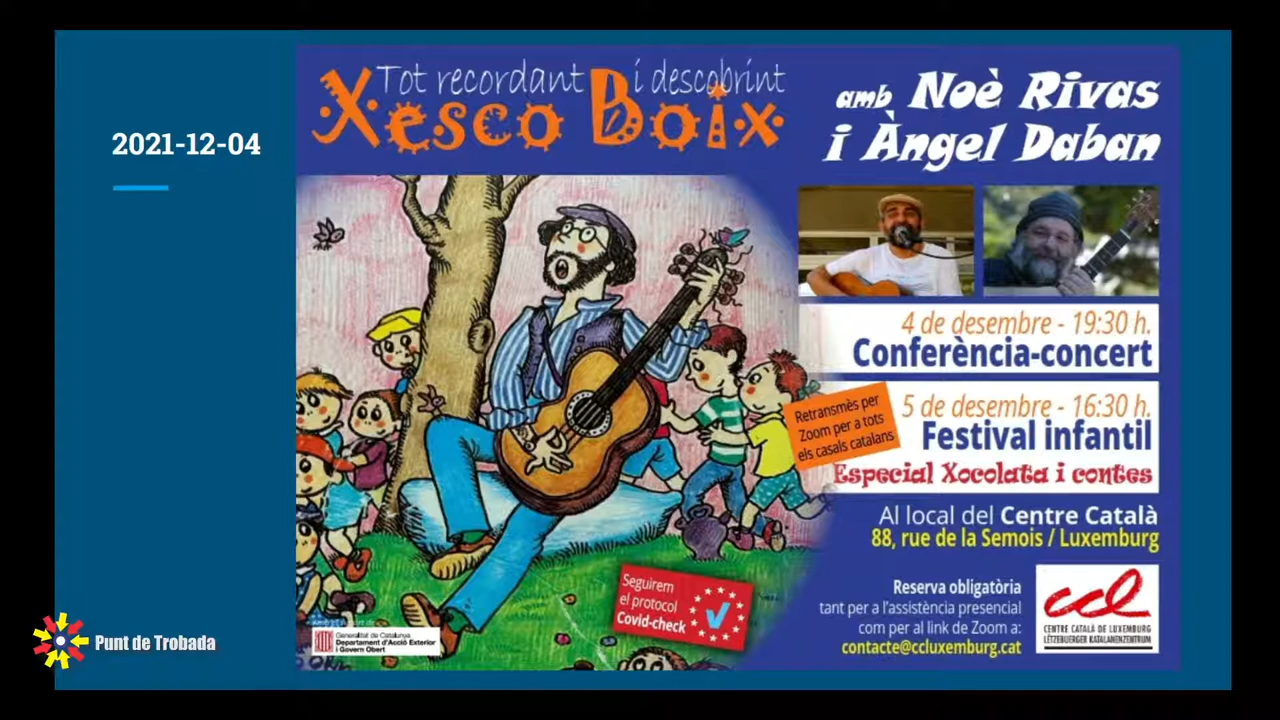 2021-12-04
Tot recordant i descobrint
Xesco Boix
amb Noè Rivas
i Àngel Daban
4 de desembre - 19:30 h.
Conferència-concert
Retransmès per
Zoom per a tots
els casals catalans
5 de desembre - 16:30 h.
Festival infantil
Especial Xocolata i contes
Al local del Centre Català
88, rue de la Semois / Luxemburg
Reserva obligatòria
tant per a l'assistència presencial
com per al link de Zoom a:
contacte@ccluxemburg.cat
ccl
CENTRE CATALÀ DE LUXEMBURG
LËTZEBUERGER KATALANENZENTRUM
Seguirem
el protocol
Covid-check
Generalitat de Catalunya
Departament d'Acció Exterior
i Govern Obert
Punt de Trobada